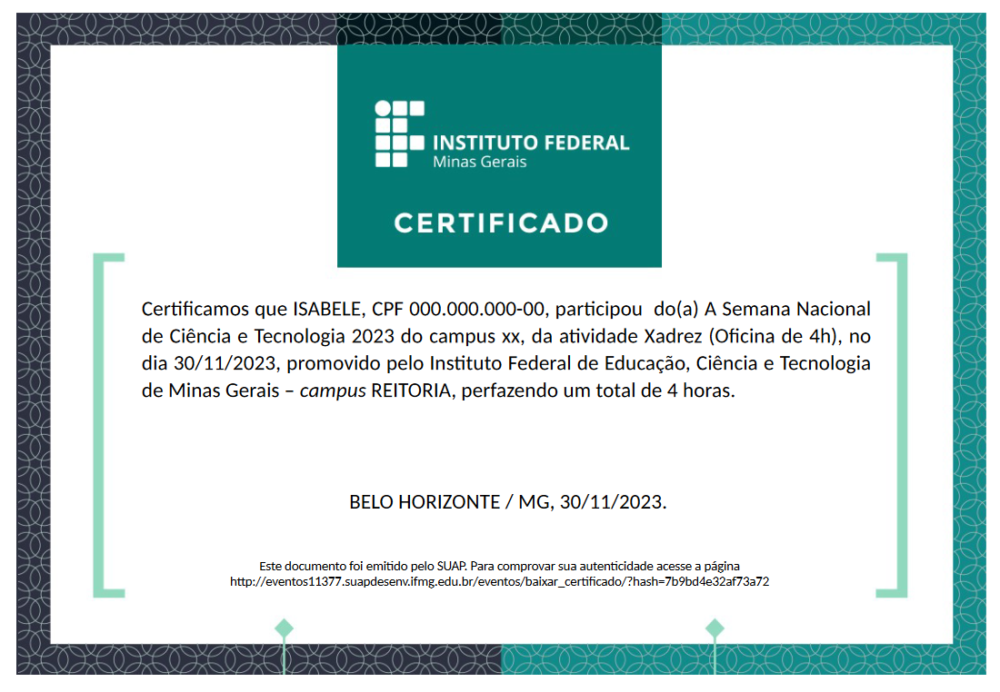 INSTITUTO FEDERAL
Minas Gerais
CERTIFICADO
Certificamos que ISABELE, CPF 000.000.000-00, participou  do(a) A Semana Nacional
de Ciência e Tecnologia 2023 do campus xx, da atividade Xadrez (Oficina de 4h), no
dia 30/11/2023, promovido pelo Instituto Federal de Educação, Ciência e Tecnologia
de Minas Gerais – campus REITORIA, perfazendo um total de 4 horas.
BELO HORIZONTE / MG, 30/11/2023.
Este documento foi emitido pelo SUAP. Para comprovar sua autenticidade acesse a página
http://eventos11377.suapdesenv.ifmg.edu.br/eventos/baixar_certificado/?hash=7b9bd4e32af73a72